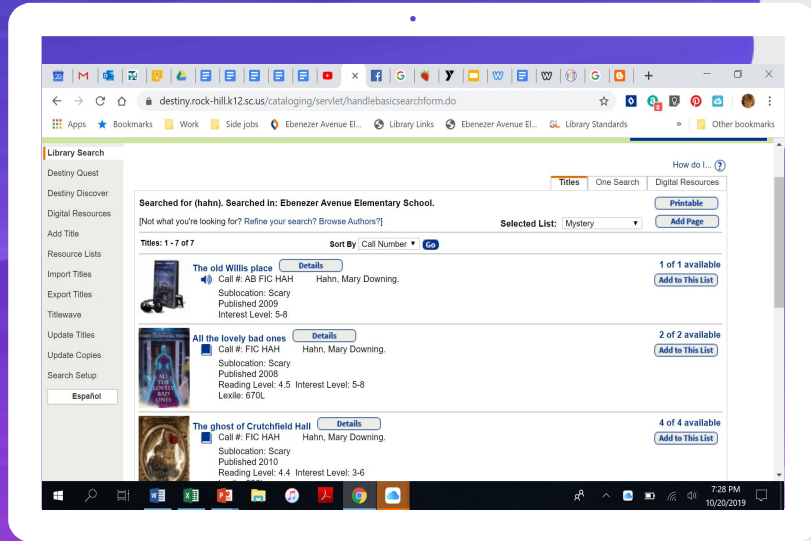 destiny.rock-hill.k12.sc.us/cataloging/servlet/handlebasicsearchform.do
Apps Bookmarks Work Side jobs Ebenezer Avenue El... Library Links Ebenezer Avenue El... SL Library Standards » Other bookmarks
Library Search
Destiny Quest
Destiny Discover
Digital Resources
Add Title
Resource Lists
Import Titles
Export Titles
Titlewave
Update Titles
Update Copies
Search Setup
Español
How do I... ?
Titles One Search Digital Resources
Searched for (hahn). Searched in: Ebenezer Avenue Elementary School.
Printable
[Not what you're looking for? Refine your search? Browse Authors?]
Selected List: Mystery
Add Page
Titles: 1 - 7 of 7
Sort By Call Number Go
The old Willis place Details
1 of 1 available
Call #: AB FIC HAH Hahn, Mary Downing.
Add to This List
Sublocation: Scary
Published 2009
Interest Level: 5-8
All the lovely bad ones Details
2 of 2 available
Call #: FIC HAH Hahn, Mary Downing.
Add to This List
Sublocation: Scary
Published 2008
Reading Level: 4.5 Interest Level: 5-8
Lexile: 670L
ALL
THE
LOVELY
BAD
ONES
The ghost of Crutchfield Hall Details
4 of 4 available
Call #: FIC HAH Hahn, Mary Downing.
Add to This List
Sublocation: Scary
Published 2010
Reading Level: 4.4 Interest Level: 3-6
7:28 PM
10/20/2019